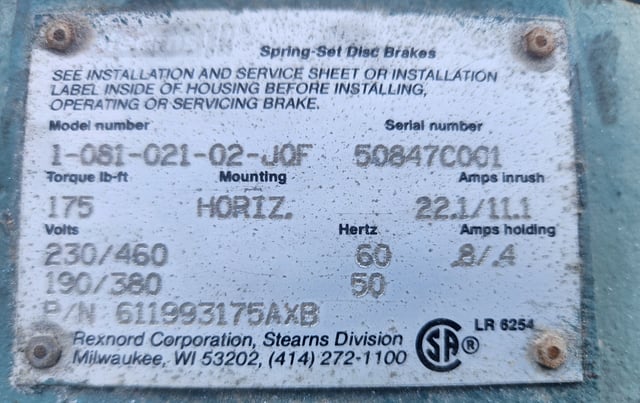 Spring-Set Disc Brakes
SEE INSTALLATION AND SERVICE SHEET OR INSTALLATION
LABEL INSIDE OF HOUSING BEFORE INSTALLING,
OPERATING OR SERVICING BRAKE.
Model number Serial number
1-081-021-02-JQF 50847C001
Torque lb-ft Mounting Amps inrush
175 HORIZ. 22.1/11.1
Volts Hertz Amps holding
230/460 60 .8/.4
190/380 50
P/N 611993175AXB
Rexnord Corporation, Stearns Division
Milwaukee, WI 53202, (414) 272-1100
SA ® LR 6254